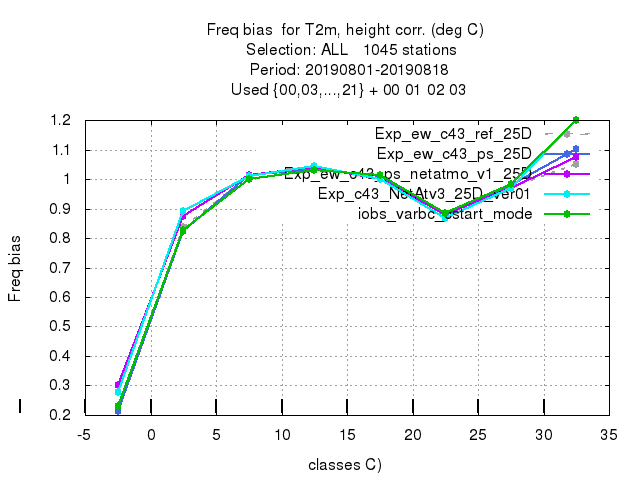 Freq bias for T2m, height corr. (deg C)
Selection: ALL 1045 stations
Period: 20190801-20190818
Used {00,03,...,21} + 00 01 02 03
1.2
1.1
1
0.9
0.8
0.7
0.6
0.5
0.4
0.3
0.2
Freq bias
Exp_ew_c43_ref_25D
Exp_ew_c43_ps_25D
Exp_ew_c43_ps_netatmo_v1_25D
Exp_c43_NetAtv3_25D_ver01
iobs_varbc_cstart_mode
-5 0 5 10 15 20 25 30 35
classes C)